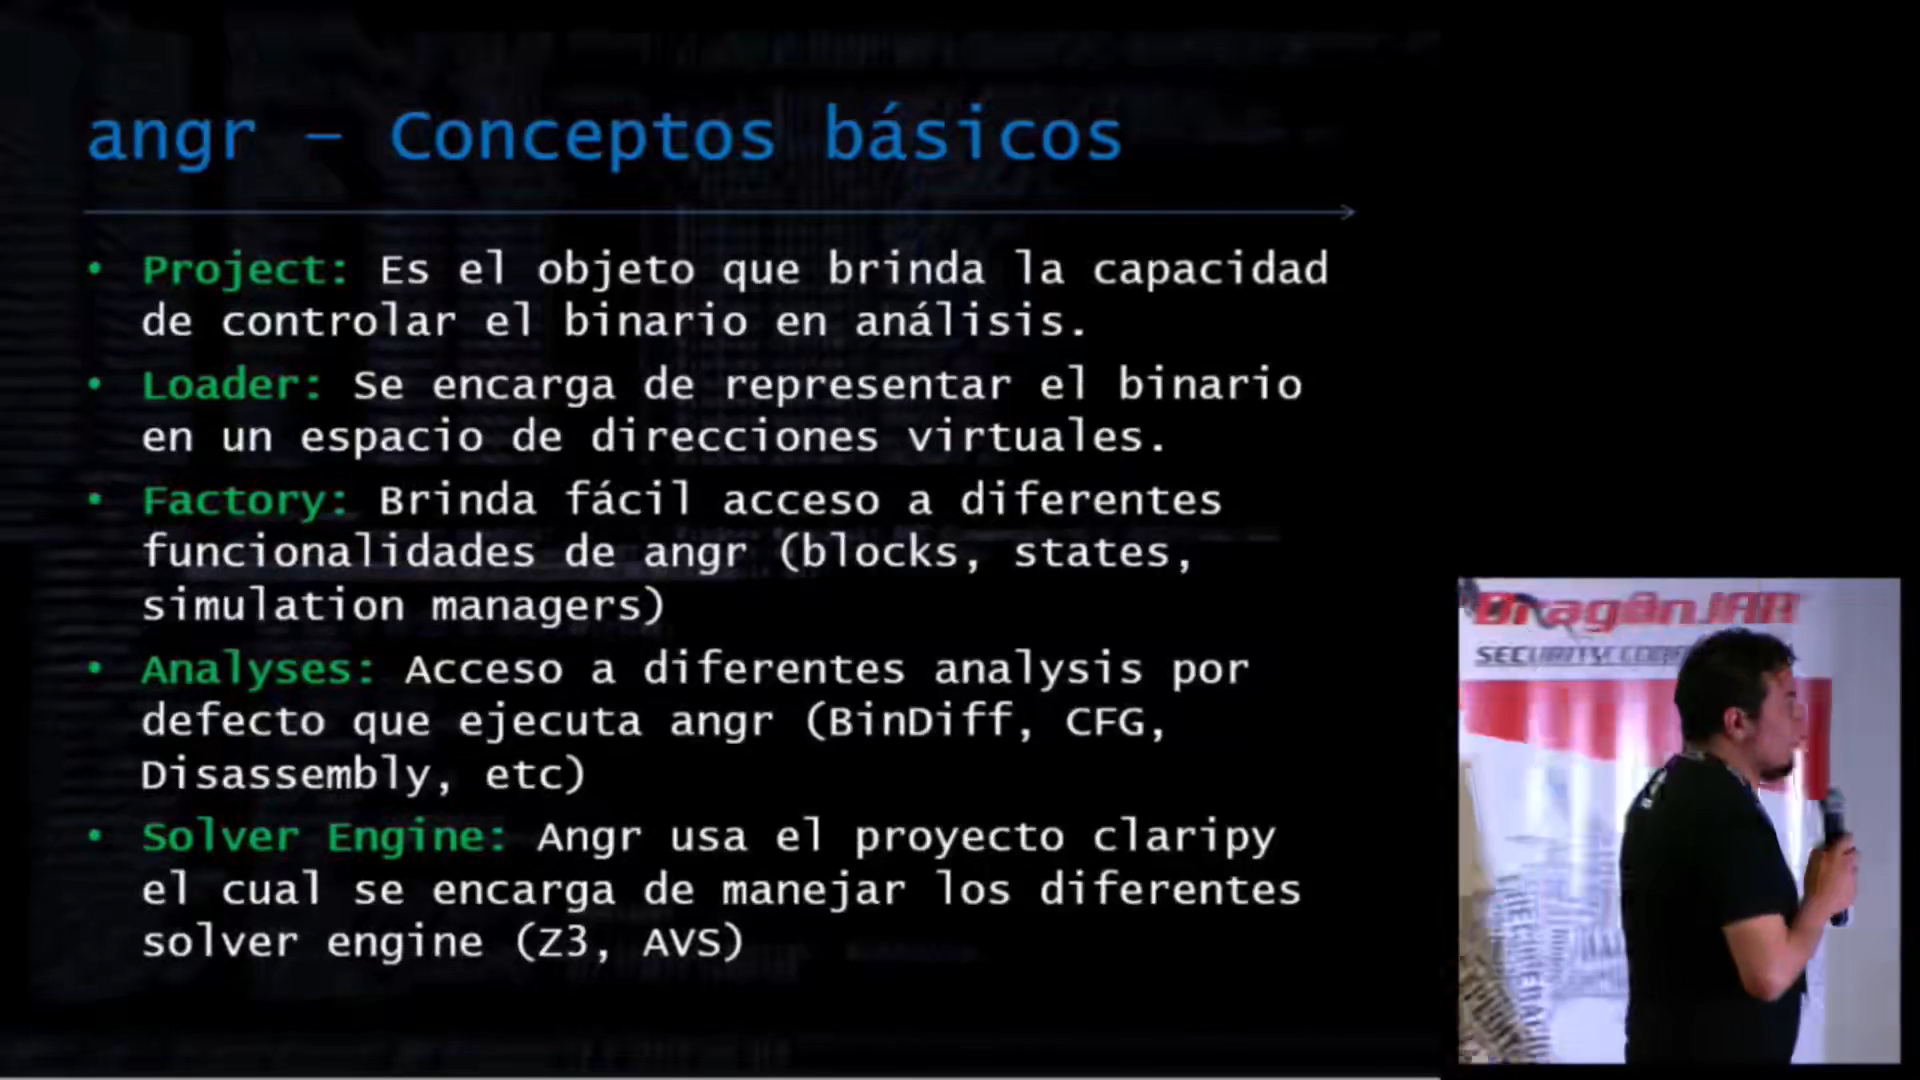 angr – Conceptos básicos
• Project: Es el objeto que brinda la capacidad
de controlar el binario en análisis.
• Loader: Se encarga de representar el binario
en un espacio de direcciones virtuales.
• Factory: Brinda fácil acceso a diferentes
funcionalidades de angr (blocks, states,
simulation managers)
• Analyses: Acceso a diferentes analysis por
defecto que ejecuta angr (BinDiff, CFG,
Disassembly, etc)
• Solver Engine: Angr usa el proyecto claripy
el cual se encarga de manejar los diferentes
solver engine (Z3, AVS)
DragonJAR
SECURITY